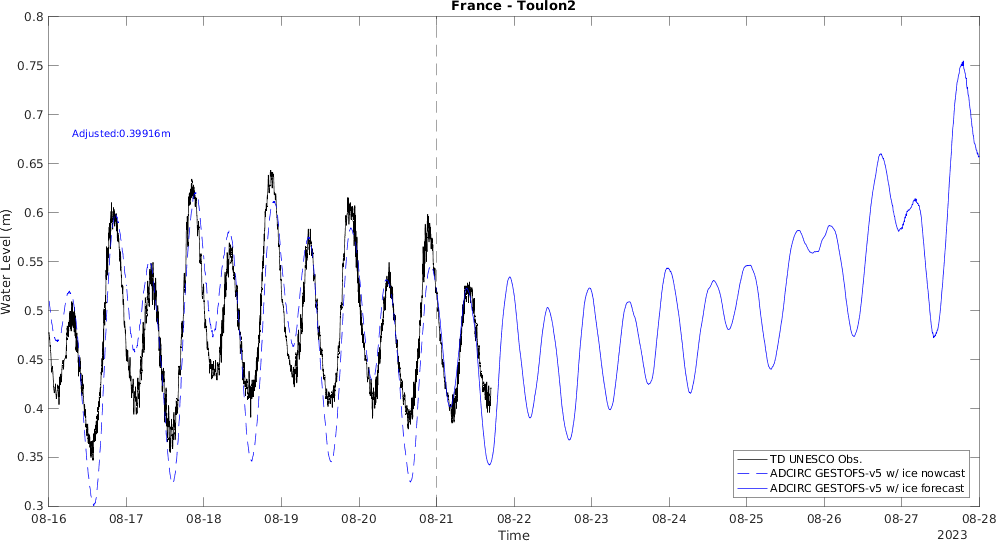 France - Toulon2
Water Level (m)
0.8
0.75
0.7
0.65
0.6
0.55
0.5
0.45
0.4
0.35
0.3
Adjusted:0.39916m
TD UNESCO Obs.
ADCIRC GESTOFS-v5 w/ ice nowcast
ADCIRC GESTOFS-v5 w/ ice forecast
08-16 08-17 08-18 08-19 08-20 08-21 08-22 08-23 08-24 08-25 08-26 08-27 08-28
Time
2023